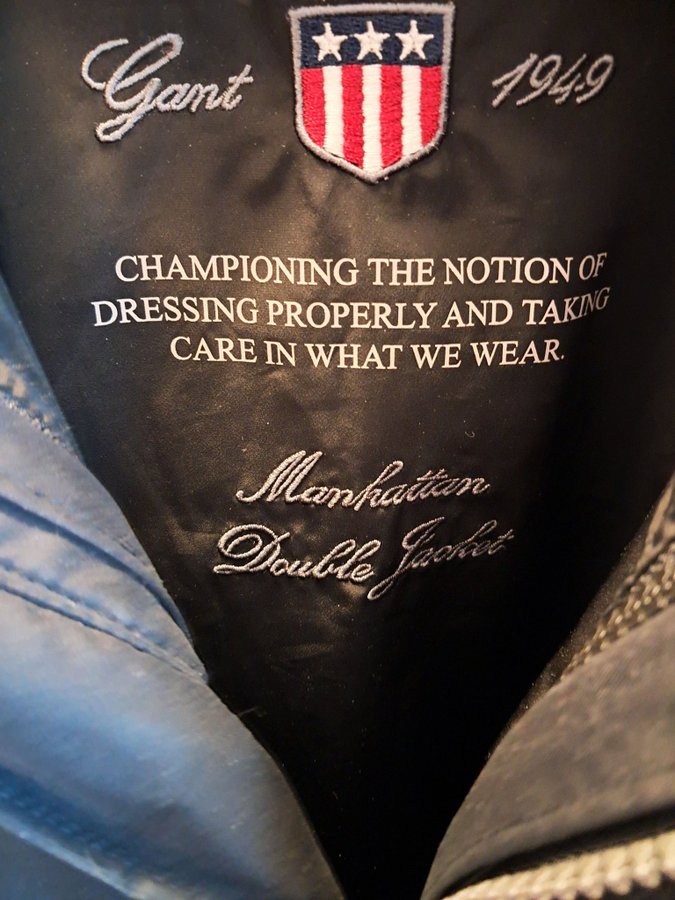 Gant 1949
CHAMPIONING THE NOTION OF
DRESSING PROPERLY AND TAKING
CARE IN WHAT WE WEAR.
Manhattan
Double Jacket